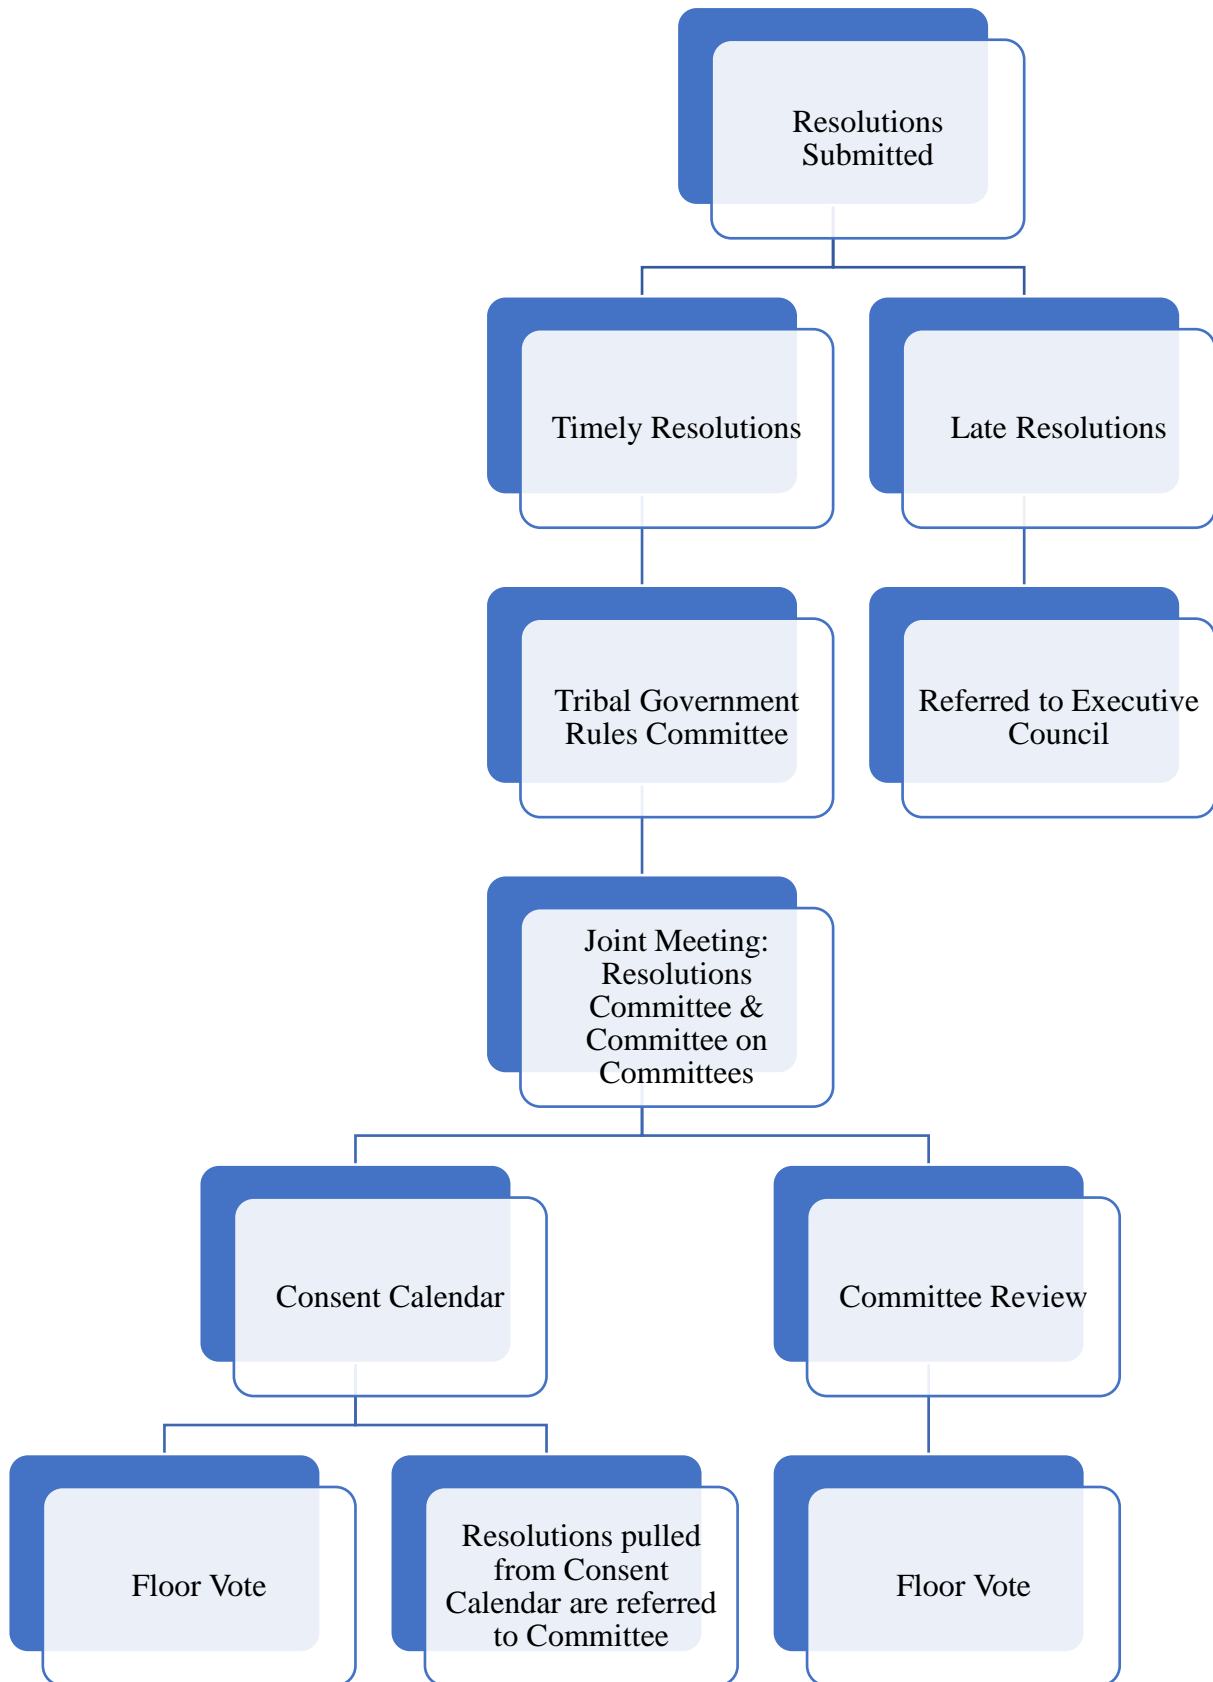 Resolutions
Submitted
Timely Resolutions
Late Resolutions
Tribal Government
Rules Committee
Referred to Executive
Council
Joint Meeting:
Resolutions
Committee &
Committee on
Committees
Consent Calendar
Committee Review
Floor Vote
Resolutions pulled
from Consent
Calendar are referred
to Committee
Floor Vote